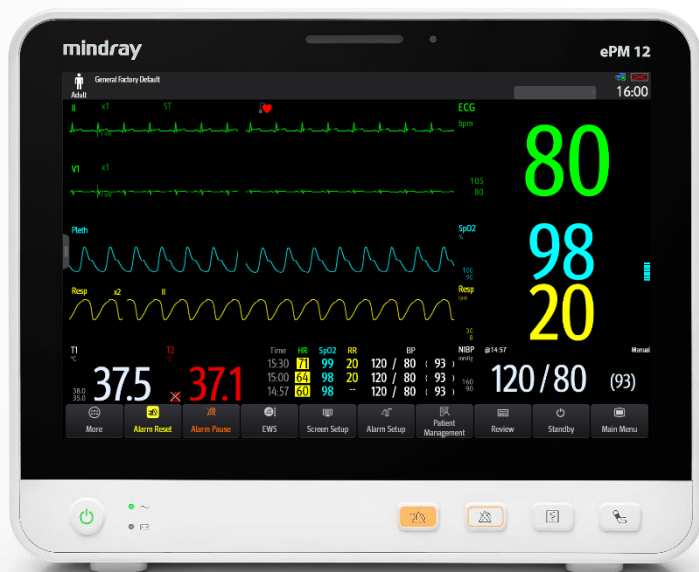 mindray
ePM 12
General Factory Default
Adult
16:00
II x1 ST
ECG
bpm
80
1 mV
V1 x1
105
80
1 mV
Pleth
SpO2
%
98
100
90
Resp x2 II
Resp
rpm
20
30
8
T1
°C
38.0
35.0
37.5
T2
°C
37.1
Time HR SpO2 RR BP
15:30 71 99 20 120 / 80 ( 93 )
15:00 64 98 20 120 / 80 ( 93 )
14:57 60 98 -- 120 / 80 ( 93 )
NIBP @14:57 Manual
mmHg
160
90
120/80 (93)
More
Alarm Reset
Alarm Pause
EWS
Screen Setup
Alarm Setup
Patient
Management
Review
Standby
Main Menu